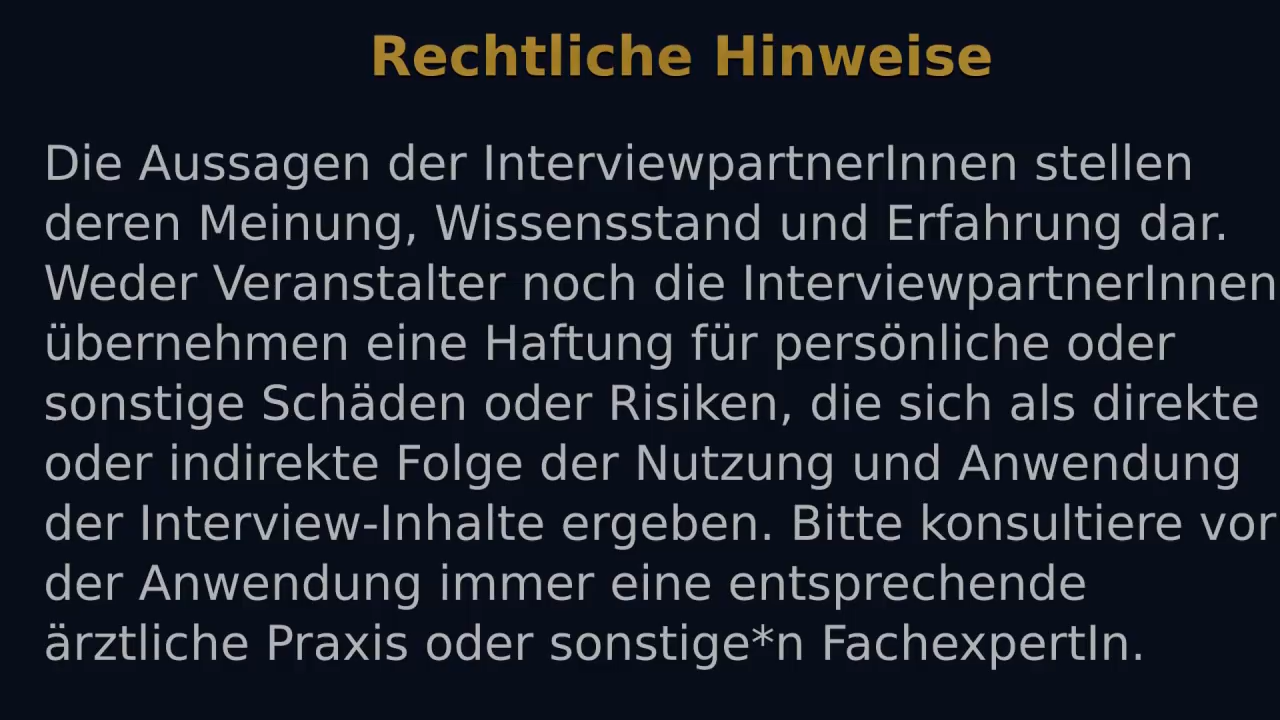 Rechtliche Hinweise
Die Aussagen der InterviewpartnerInnen stellen
deren Meinung, Wissensstand und Erfahrung dar.
Weder Veranstalter noch die InterviewpartnerInnen
übernehmen eine Haftung für persönliche oder
sonstige Schäden oder Risiken, die sich als direkte
oder indirekte Folge der Nutzung und Anwendung
der Interview-Inhalte ergeben. Bitte konsultiere vor
der Anwendung immer eine entsprechende
ärztliche Praxis oder sonstige*n FachexpertIn.